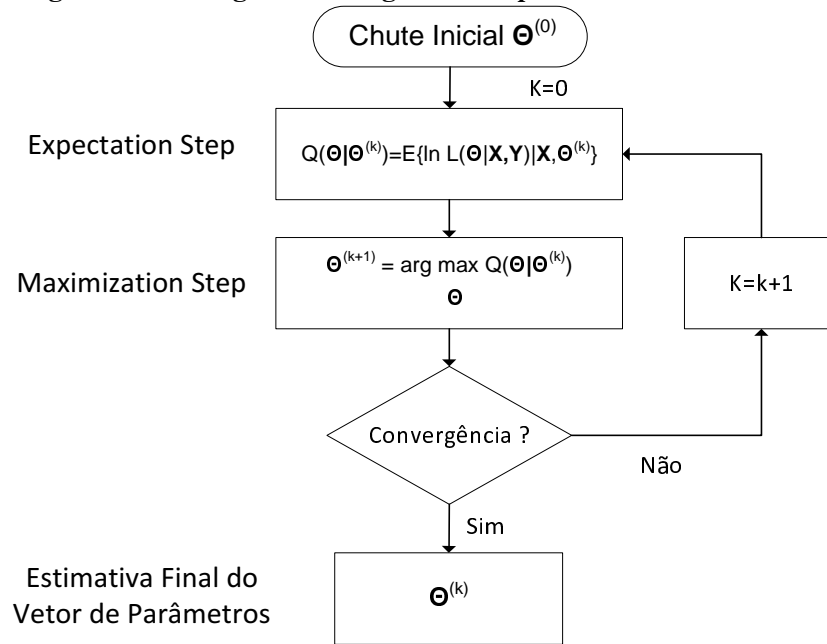 Chute Inicial Θ^(0)
K=0
Expectation Step
Q(Θ|Θ^(k))=E{ln L(Θ|X,Y)|X,Θ^(k)}
Maximization Step
Θ^(k+1) = arg max Q(Θ|Θ^(k))
Θ
K=k+1
Convergência ?
Não
Sim
Estimativa Final do
Vetor de Parâmetros
Θ^(k)